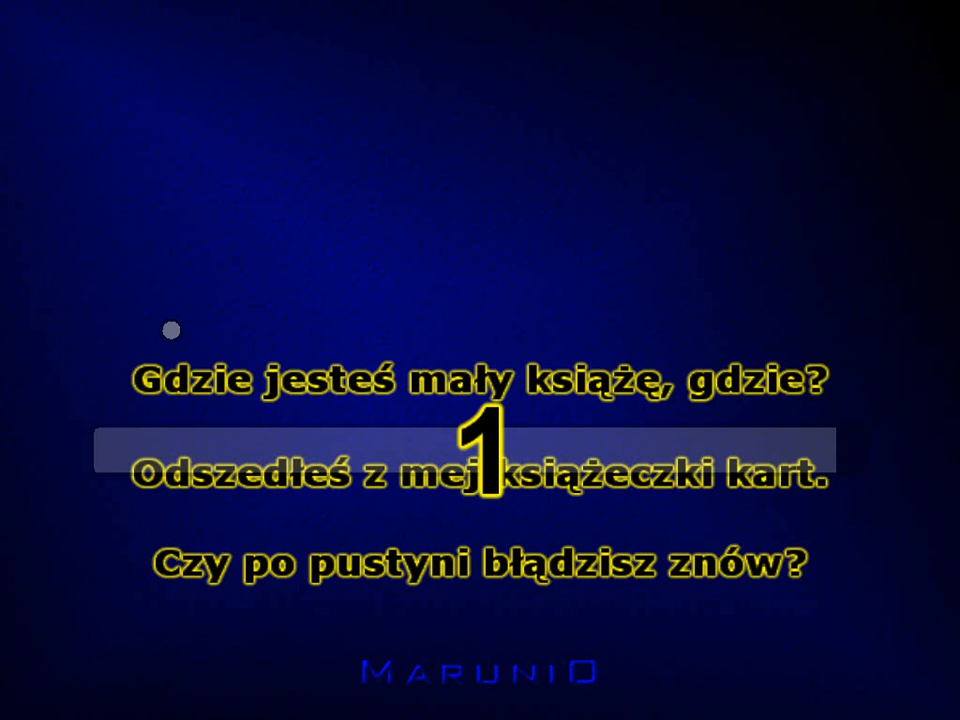 Gdzie jesteś mały książę, gdzie?
1
Odszedłeś z mej książeczki kart.
Czy po pustyni błądzisz znów?
MARUNIO